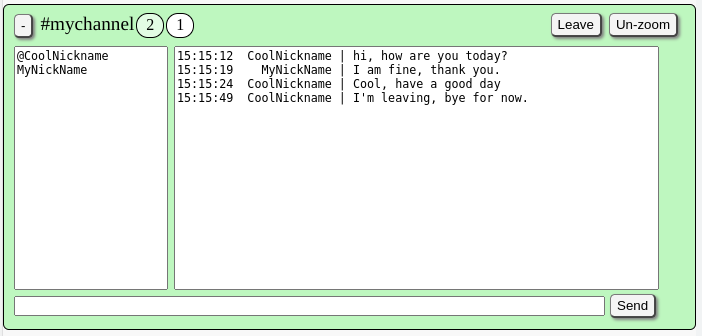 - #mychannel 2 1 Leave Un-zoom
@CoolNickname
MyNickName
15:15:12  CoolNickname | hi, how are you today?
15:15:19    MyNickName | I am fine, thank you.
15:15:24  CoolNickname | Cool, have a good day
15:15:49  CoolNickname | I'm leaving, bye for now.
Send